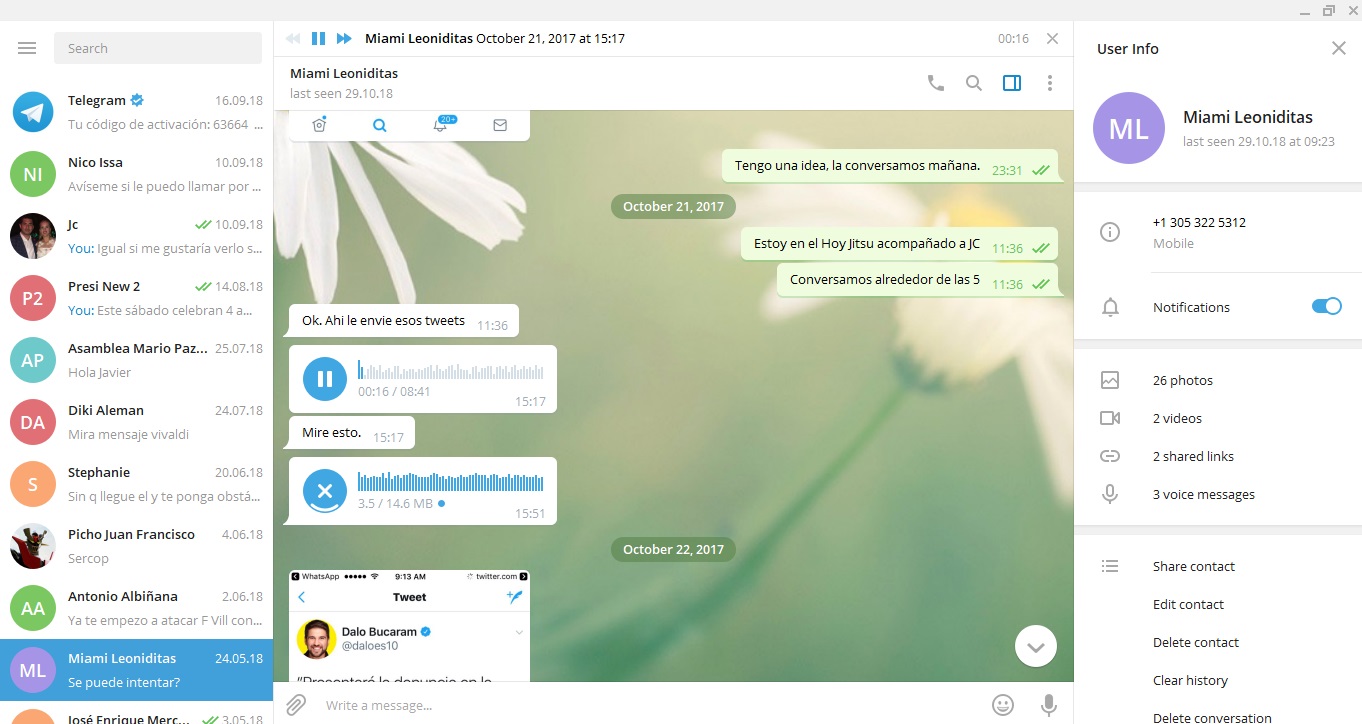 Search
Telegram 16.09.18
Tu código de activación: 63664 ...
NI
Nico Issa 10.09.18
Avíseme si le puedo llamar por ...
Jc 10.09.18
You: Igual si me gustaría verlo s...
P2
Presi New 2 14.08.18
You: Este sábado celebran 4 a...
AP
Asamblea Mario Paz... 25.07.18
Hola Javier
DA
Diki Aleman 24.07.18
Mira mensaje vivaldi
S
Stephanie 20.06.18
Sin q llegue el y te ponga obstá...
Picho Juan Francisco 4.06.18
Sercop
AA
Antonio Albiñana 2.06.18
Ya te empezo a atacar F Vill con...
ML
Miami Leoniditas 24.05.18
Se puede intentar?
José Enrique Merc... 3.05.18
Miami Leoniditas October 21, 2017 at 15:17 00:16
Miami Leoniditas
last seen 29.10.18
20+
Tengo una idea, la conversamos mañana. 23:31
October 21, 2017
Estoy en el Hoy Jitsu acompañado a JC 11:36
Conversamos alrededor de las 5 11:36
Ok. Ahi le envie esos tweets 11:36
00:16 / 08:41
15:17
Mire esto. 15:17
3.5 / 14.6 MB
15:51
October 22, 2017
WhatsApp 9:13 AM twitter.com
Tweet
Dalo Bucaram
@daloes10
"Presentaré la denuncia en la
Write a message...
User Info
ML
Miami Leoniditas
last seen 29.10.18 at 09:23
+1 305 322 5312
Mobile
Notifications
26 photos
2 videos
2 shared links
3 voice messages
Share contact
Edit contact
Delete contact
Clear history
Delete conversation